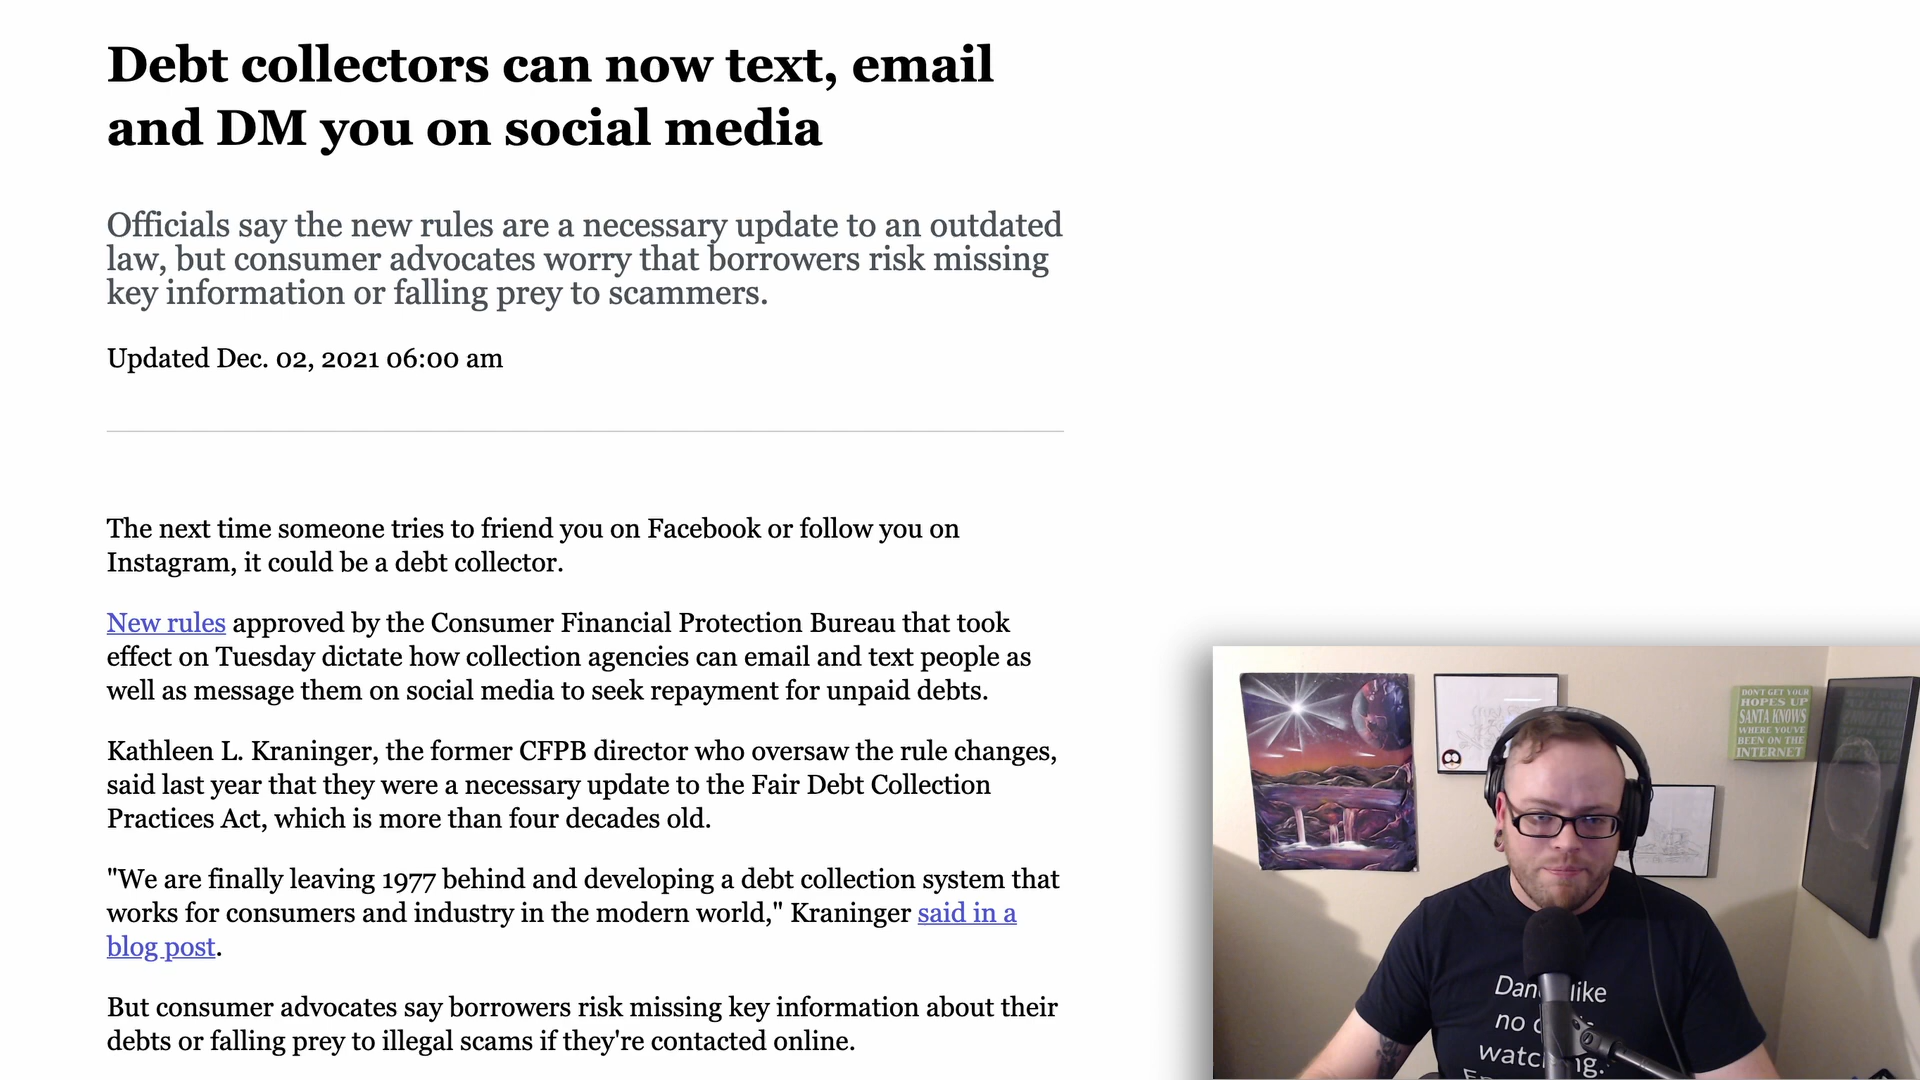 Debt collectors can now text, email
and DM you on social media
Officials say the new rules are a necessary update to an outdated
law, but consumer advocates worry that borrowers risk missing
key information or falling prey to scammers.
Updated Dec. 02, 2021 06:00 am
The next time someone tries to friend you on Facebook or follow you on
Instagram, it could be a debt collector.
New rules approved by the Consumer Financial Protection Bureau that took
effect on Tuesday dictate how collection agencies can email and text people as
well as message them on social media to seek repayment for unpaid debts.
Kathleen L. Kraninger, the former CFPB director who oversaw the rule changes,
said last year that they were a necessary update to the Fair Debt Collection
Practices Act, which is more than four decades old.
"We are finally leaving 1977 behind and developing a debt collection system that
works for consumers and industry in the modern world," Kraninger said in a
blog post.
But consumer advocates say borrowers risk missing key information about their
debts or falling prey to illegal scams if they're contacted online.
DON'T GET YOUR
HOPES UP
SANTA KNOWS
WHERE YOU'VE
BEEN ON THE
INTERNET
like
no